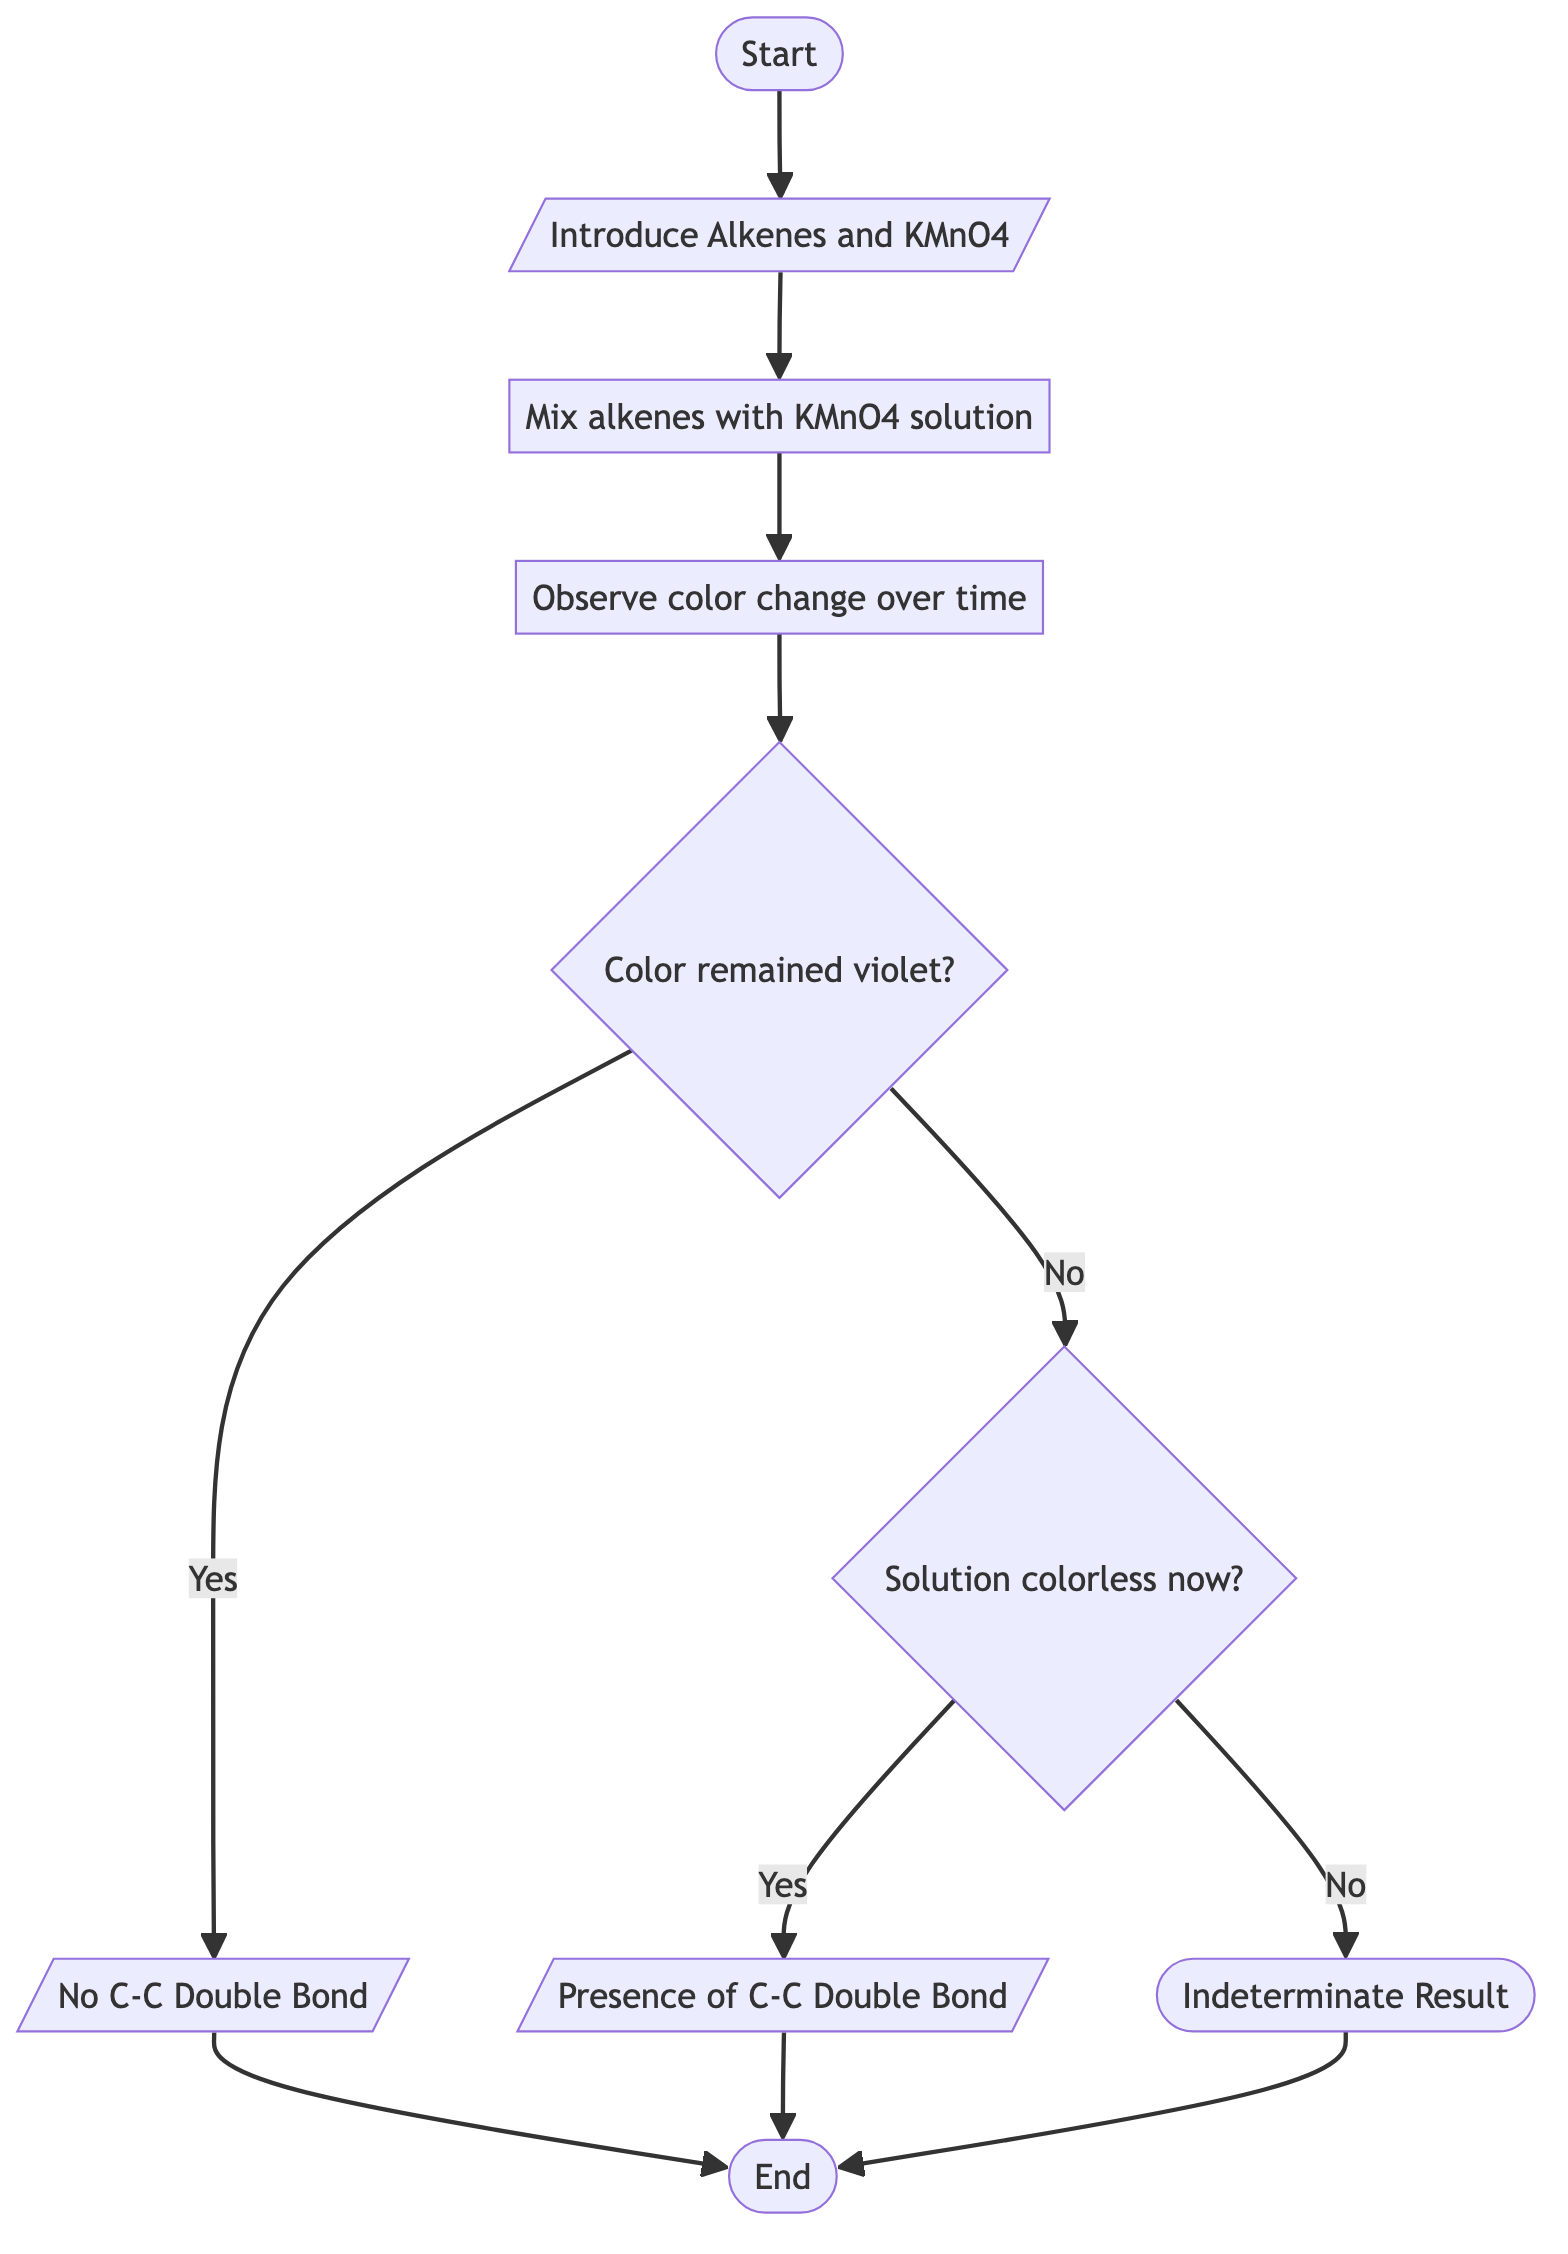 Start
Introduce Alkenes and KMnO4
Mix alkenes with KMnO4 solution
Observe color change over time
Color remained violet?
No
Yes
Solution colorless now?
Yes
No
No C-C Double Bond
Presence of C-C Double Bond
Indeterminate Result
End